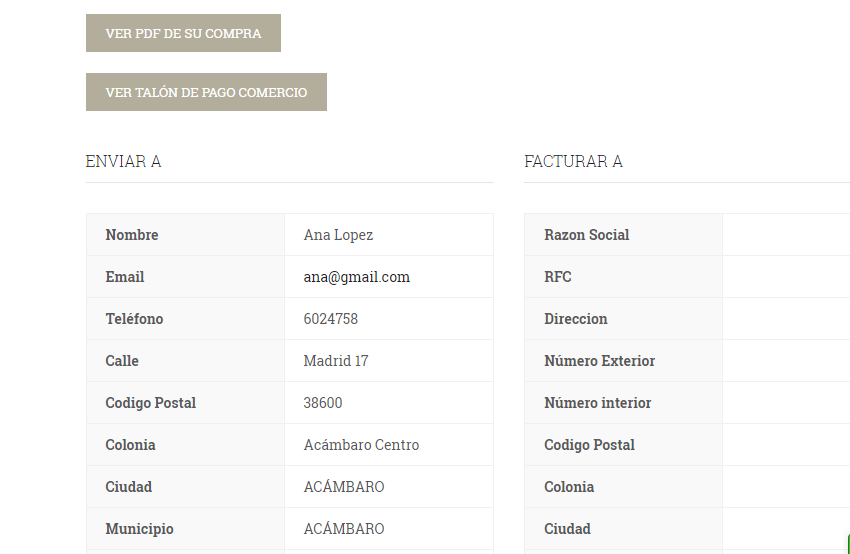 VER PDF DE SU COMPRA
VER TALÓN DE PAGO COMERCIO
ENVIAR A
Nombre Ana Lopez
Email ana@gmail.com
Teléfono 6024758
Calle Madrid 17
Codigo Postal 38600
Colonia Acámbaro Centro
Ciudad ACÁMBARO
Municipio ACÁMBARO
FACTURAR A
Razon Social
RFC
Direccion
Número Exterior
Número interior
Codigo Postal
Colonia
Ciudad